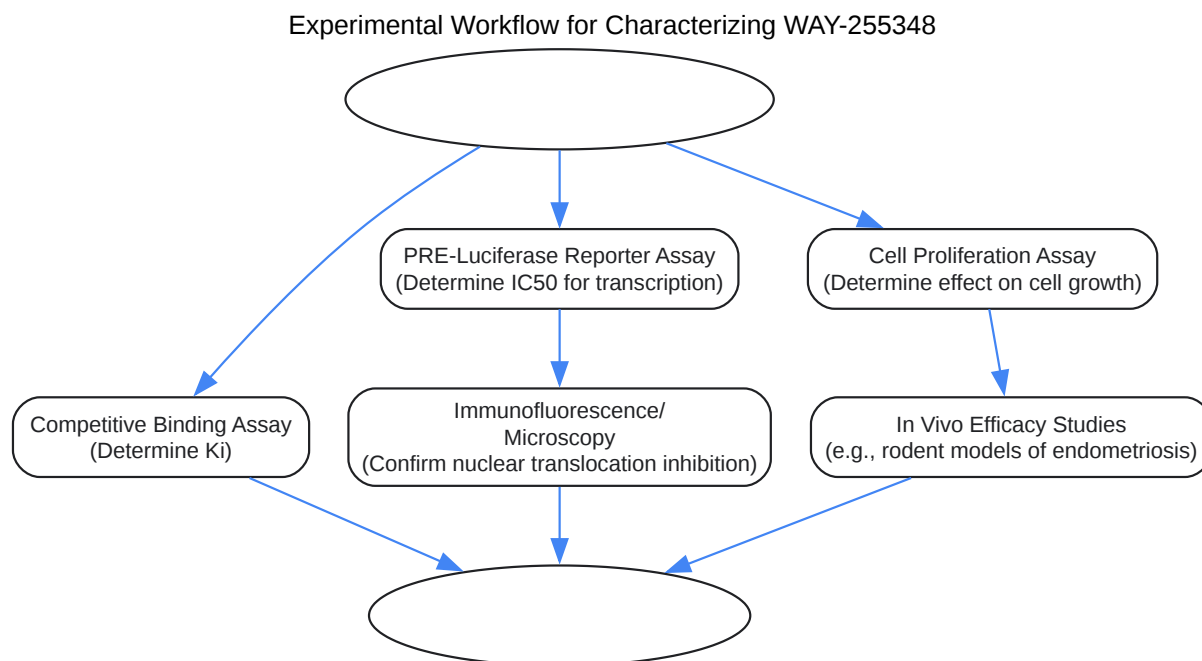 Experimental Workflow for Characterizing WAY-255348
PRE-Luciferase Reporter Assay
(Determine IC50 for transcription)
Cell Proliferation Assay
(Determine effect on cell growth)
Competitive Binding Assay
(Determine Ki)
Immunofluorescence/
Microscopy
(Confirm nuclear translocation inhibition)
In Vivo Efficacy Studies
(e.g., rodent models of endometriosis)